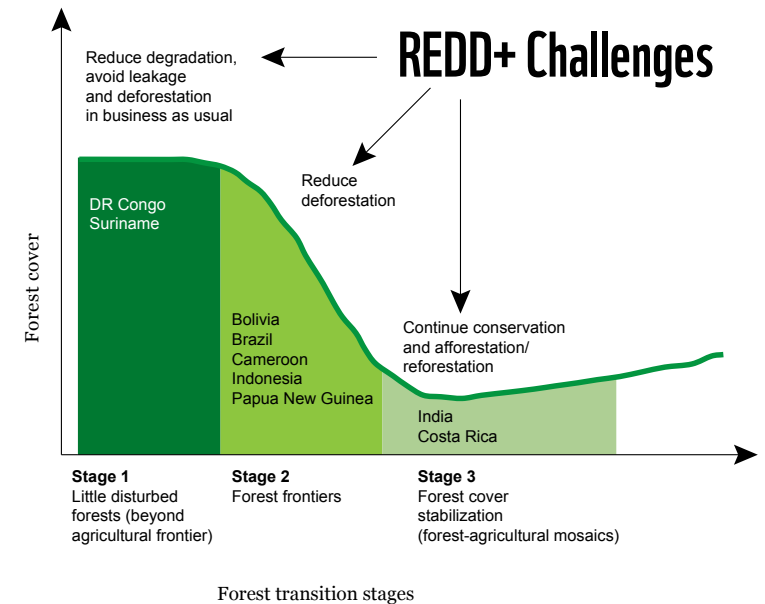 REDD+ Challenges
Reduce degradation,
avoid leakage
and deforestation
in business as usual
Reduce
deforestation
Continue conservation
and afforestation/
reforestation
Forest cover
DR Congo
Suriname
Bolivia
Brazil
Cameroon
Indonesia
Papua New Guinea
India
Costa Rica
Stage 1
Little disturbed
forests (beyond
agricultural frontier)
Stage 2
Forest frontiers
Stage 3
Forest cover
stabilization
(forest-agricultural mosaics)
Forest transition stages